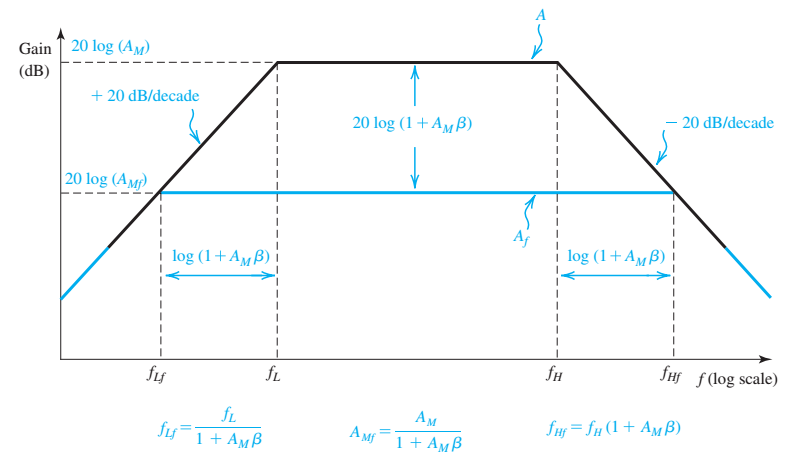 A
Gain
(dB)
20 log (A_M)
+ 20 dB/decade
20 log (1 + A_M β)
− 20 dB/decade
20 log (A_Mf)
A_f
log (1 + A_M β)
log (1 + A_M β)
f_Lf
f_L
f_H
f_Hf
f (log scale)
f_Lf = f_L / 1 + A_M β
A_Mf = A_M / 1 + A_M β
f_Hf = f_H (1 + A_M β)